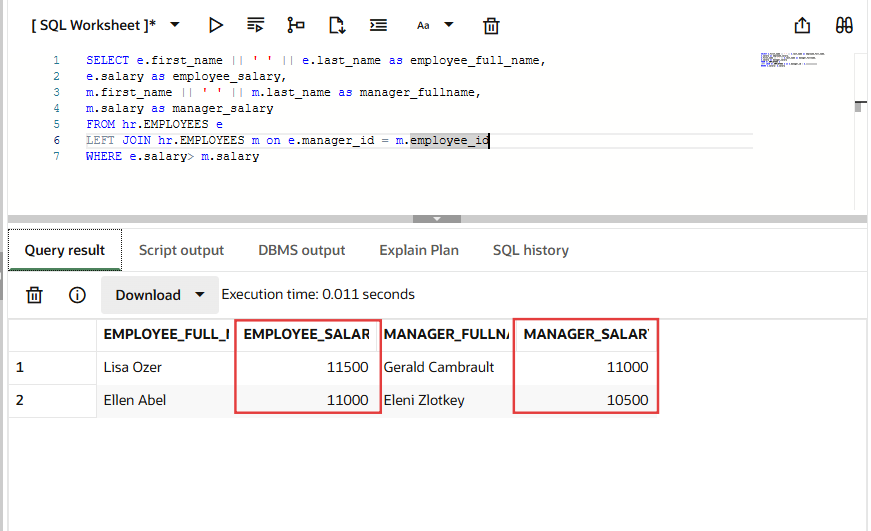 [ SQL Worksheet ]*
Aa
1 SELECT e.first_name || ' ' || e.last_name as employee_full_name,
2 e.salary as employee_salary,
3 m.first_name || ' ' || m.last_name as manager_fullname,
4 m.salary as manager_salary
5 FROM hr.EMPLOYEES e
6 LEFT JOIN hr.EMPLOYEES m on e.manager_id = m.employee_id
7 WHERE e.salary> m.salary
Query result Script output DBMS output Explain Plan SQL history
Download Execution time: 0.011 seconds
EMPLOYEE_FULL_N EMPLOYEE_SALAR MANAGER_FULLNA MANAGER_SALAR
1 Lisa Ozer 11500 Gerald Cambrault 11000
2 Ellen Abel 11000 Eleni Zlotkey 10500